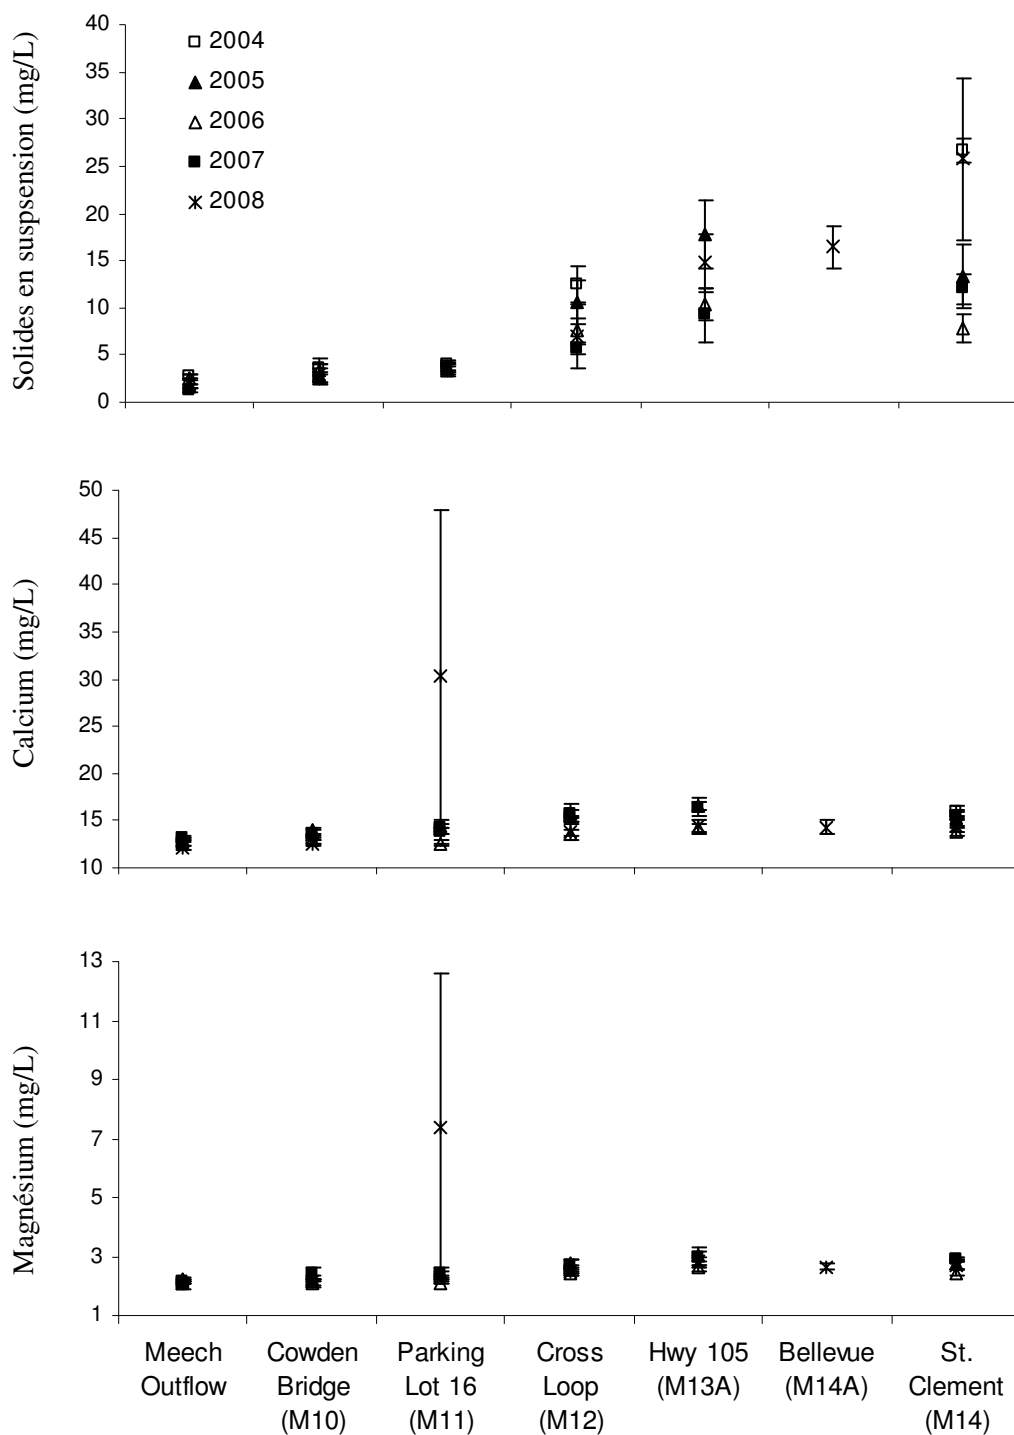 Solides en suspsension (mg/L)
40
35
30
25
20
15
10
5
0
2004
2005
2006
2007
2008
Calcium (mg/L)
50
45
40
35
30
25
20
15
10
Magnésium (mg/L)
13
11
9
7
5
3
1
Meech
Outflow
Cowden
Bridge
(M10)
Parking
Lot 16
(M11)
Cross
Loop
(M12)
Hwy 105
(M13A)
Bellevue
(M14A)
St.
Clement
(M14)